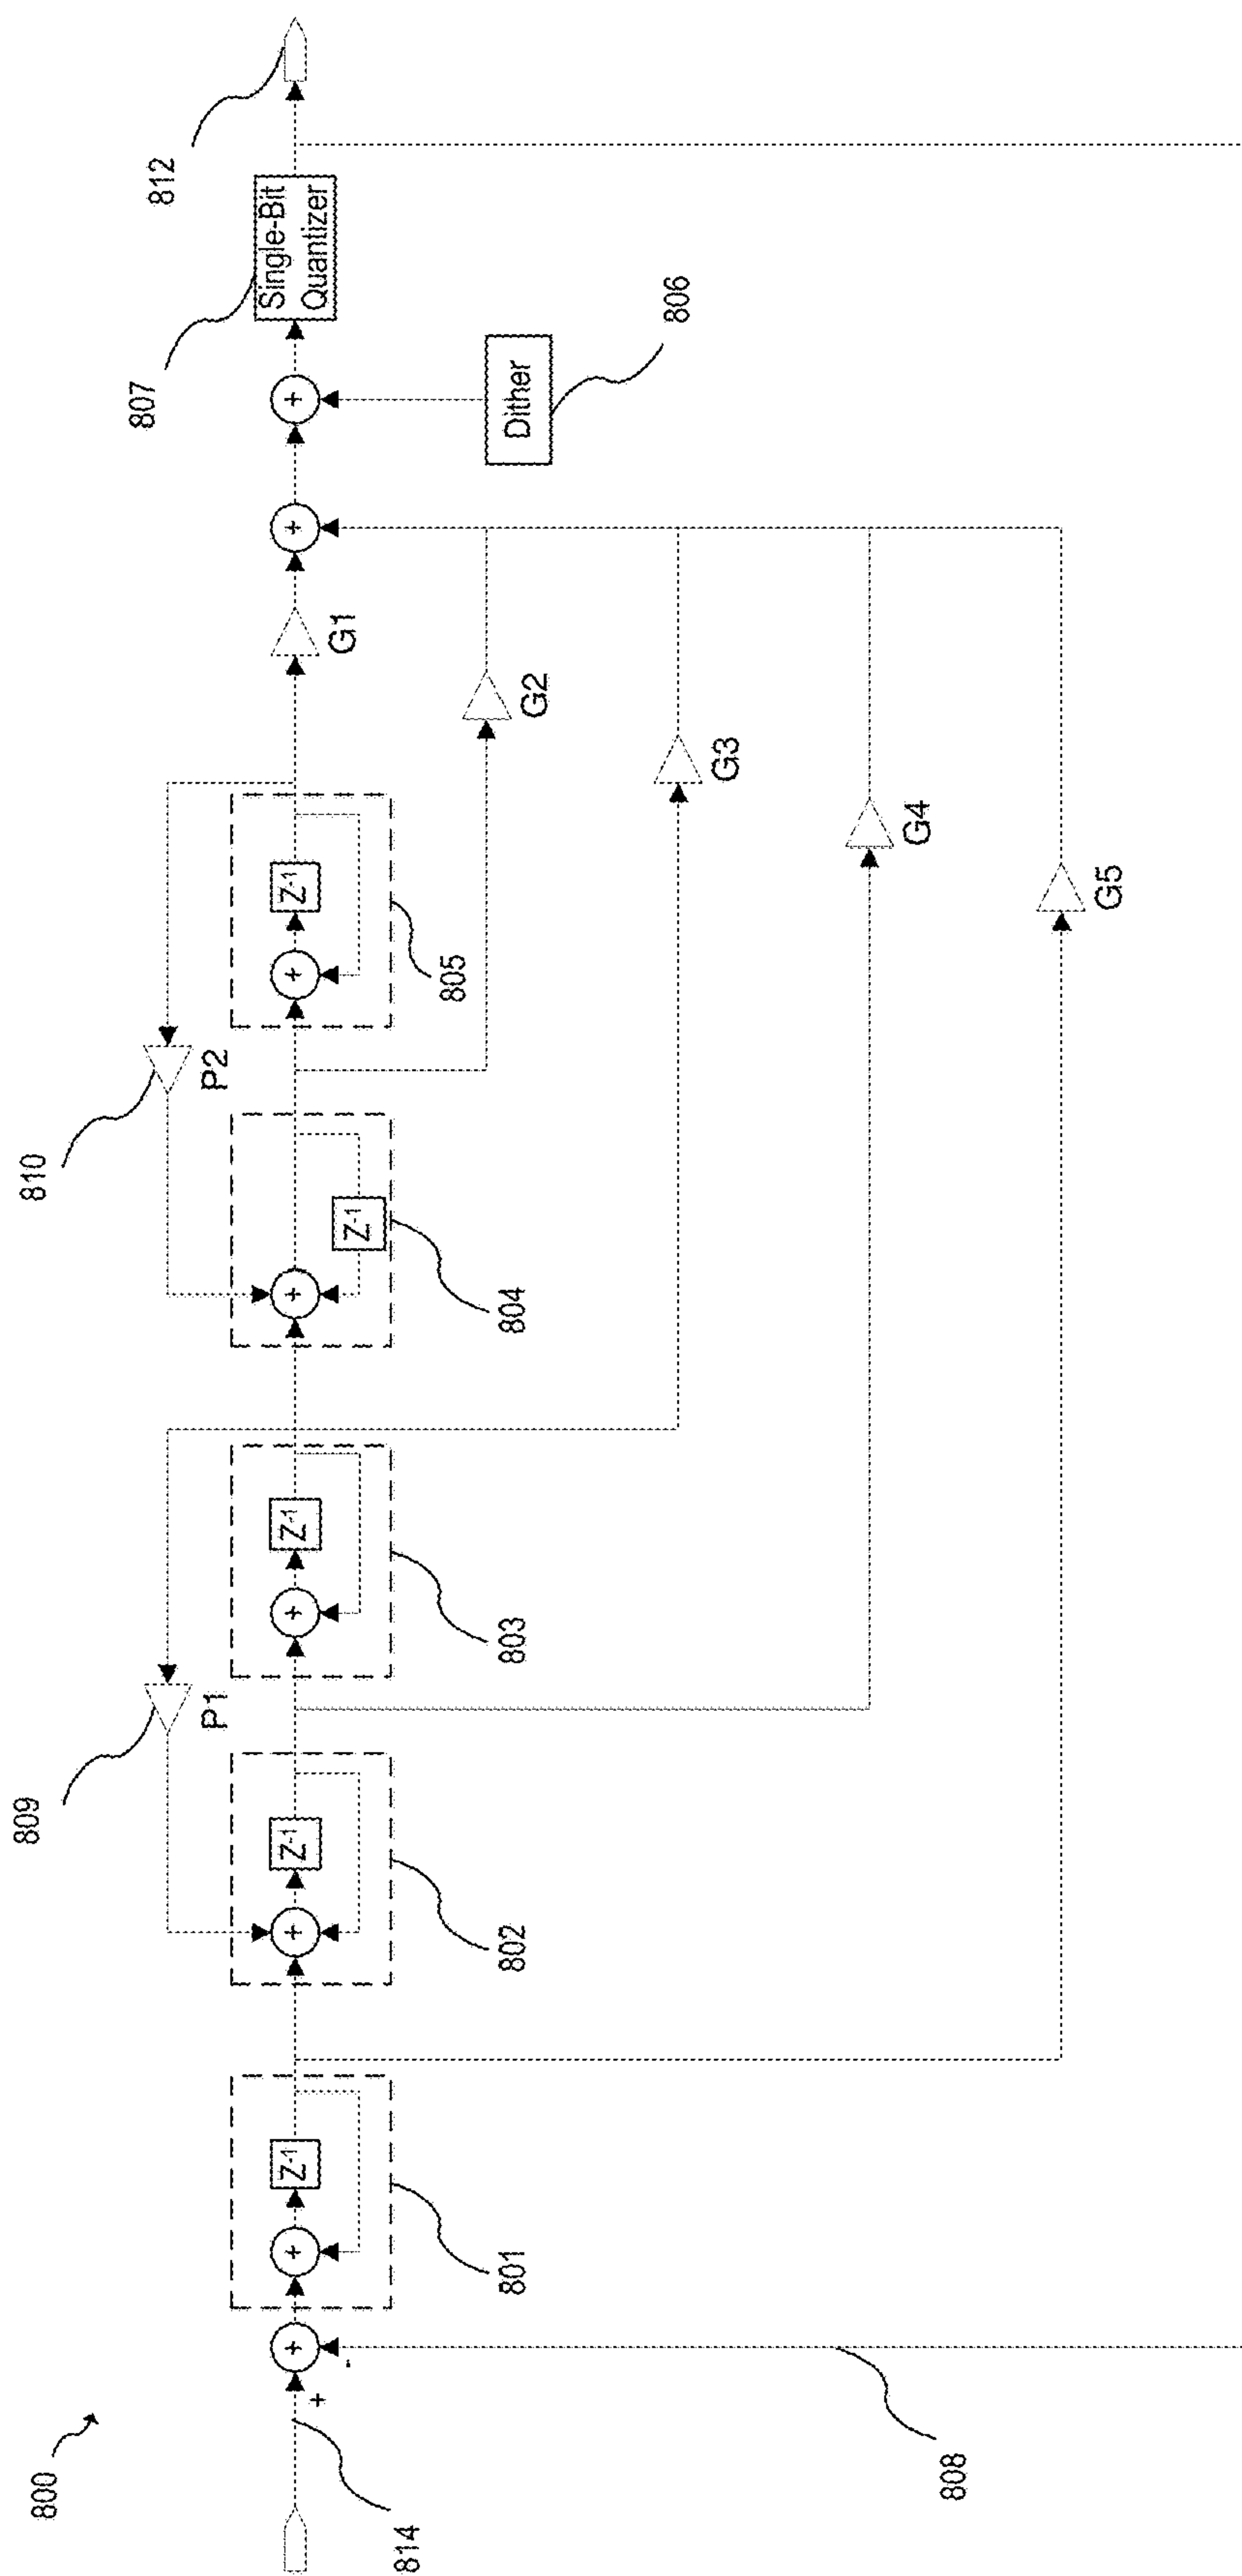 800
814
+
-
+
808
+
Z-1
801
809
P1
+
Z-1
802
+
Z-1
803
810
P2
+
Z-1
804
+
Z-1
805
G1
G2
G3
G4
G5
+
+
Dither
806
807
Single-Bit
Quantizer
812